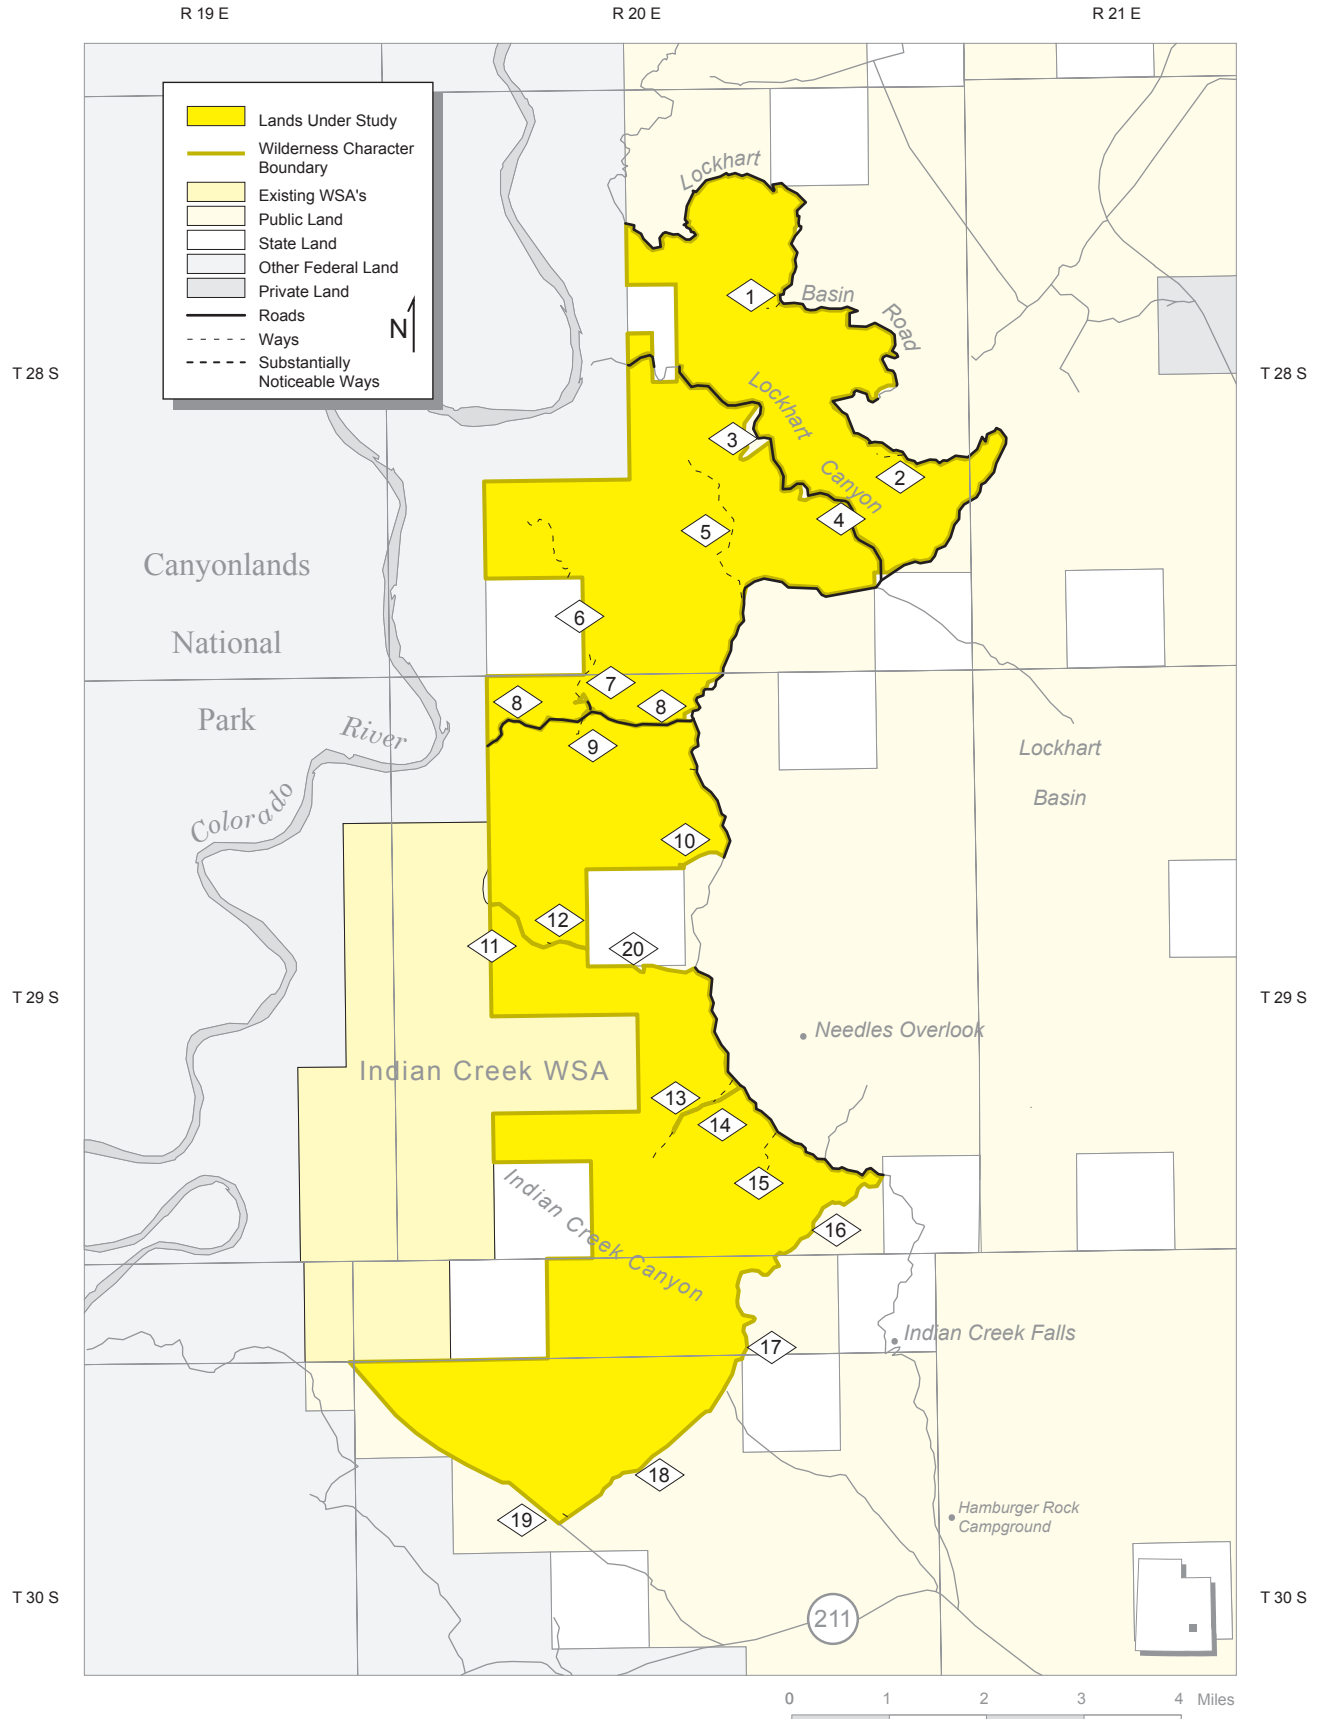 R 19 E
R 20 E
R 21 E
Lands Under Study
Wilderness Character
Boundary
Existing WSA's
Public Land
State Land
Other Federal Land
Private Land
Roads
Ways
Substantially
Noticeable Ways
N
Lockhart
Basin
Road
1
T 28 S
T 28 S
Lockhart
Canyon
3
2
4
5
Canyonlands
National
Park
6
7
8
8
River
9
Lockhart
Basin
Colorado
10
12
11
20
T 29 S
T 29 S
Needles Overlook
Indian Creek WSA
13
14
15
Indian Creek Canyon
16
Indian Creek Falls
17
18
19
Hamburger Rock
Campground
T 30 S
T 30 S
211
0 1 2 3 4 Miles